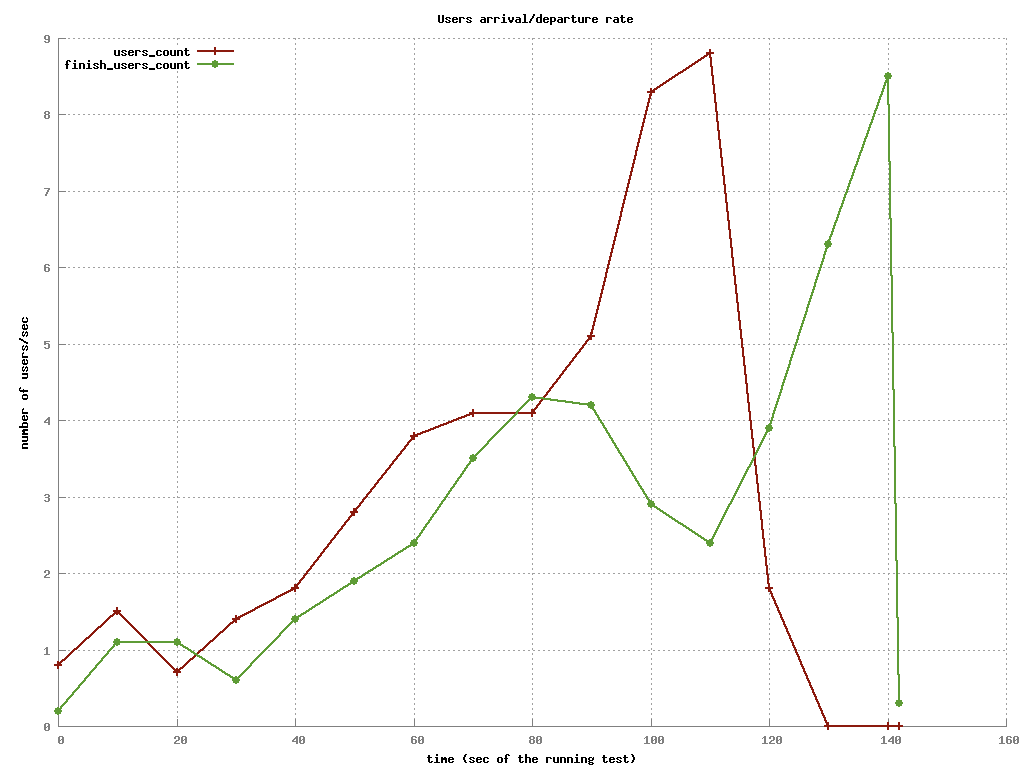 Users arrival/departure rate
users_count
finish_users_count
9
8
7
6
5
4
3
2
1
0
number of users/sec
0 20 40 60 80 100 120 140 160
time (sec of the running test)